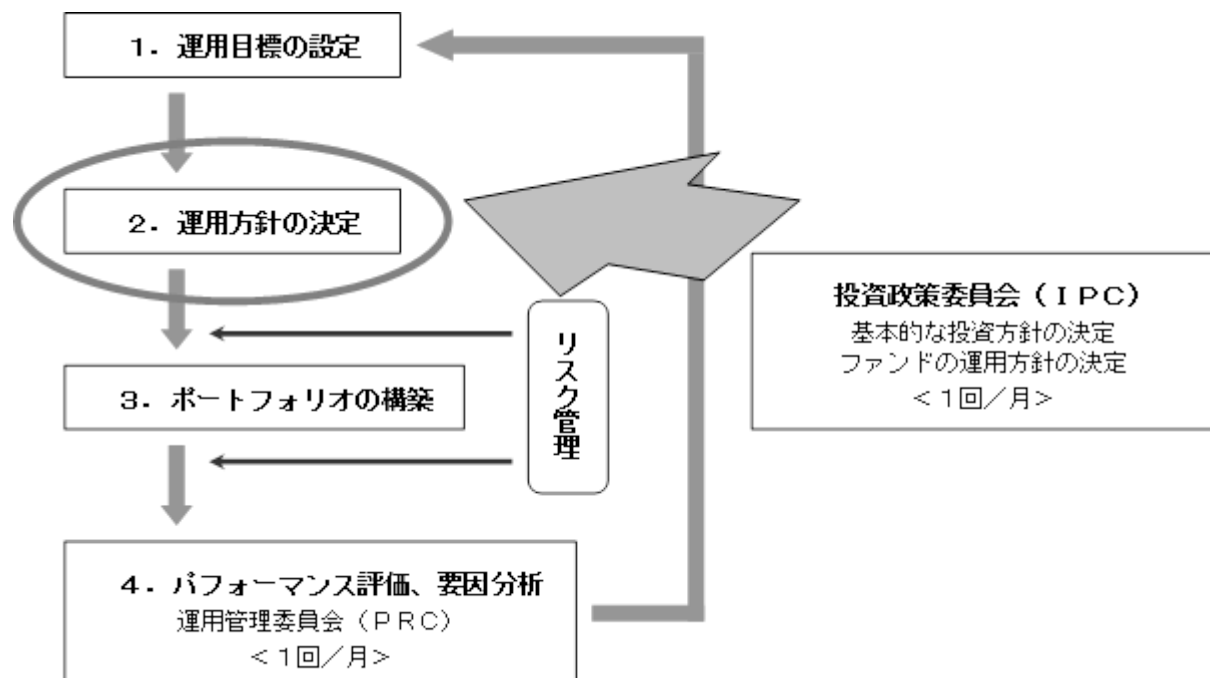 １．運用目標の設定
２．運用方針の決定
３．ポートフォリオの構築
リスク管理
投資政策委員会（ＩＰＣ）
基本的な投資方針の決定
ファンドの運用方針の決定
＜１回／月＞
４．パフォーマンス評価、要因分析
運用管理委員会（ＰＲＣ）
＜１回／月＞